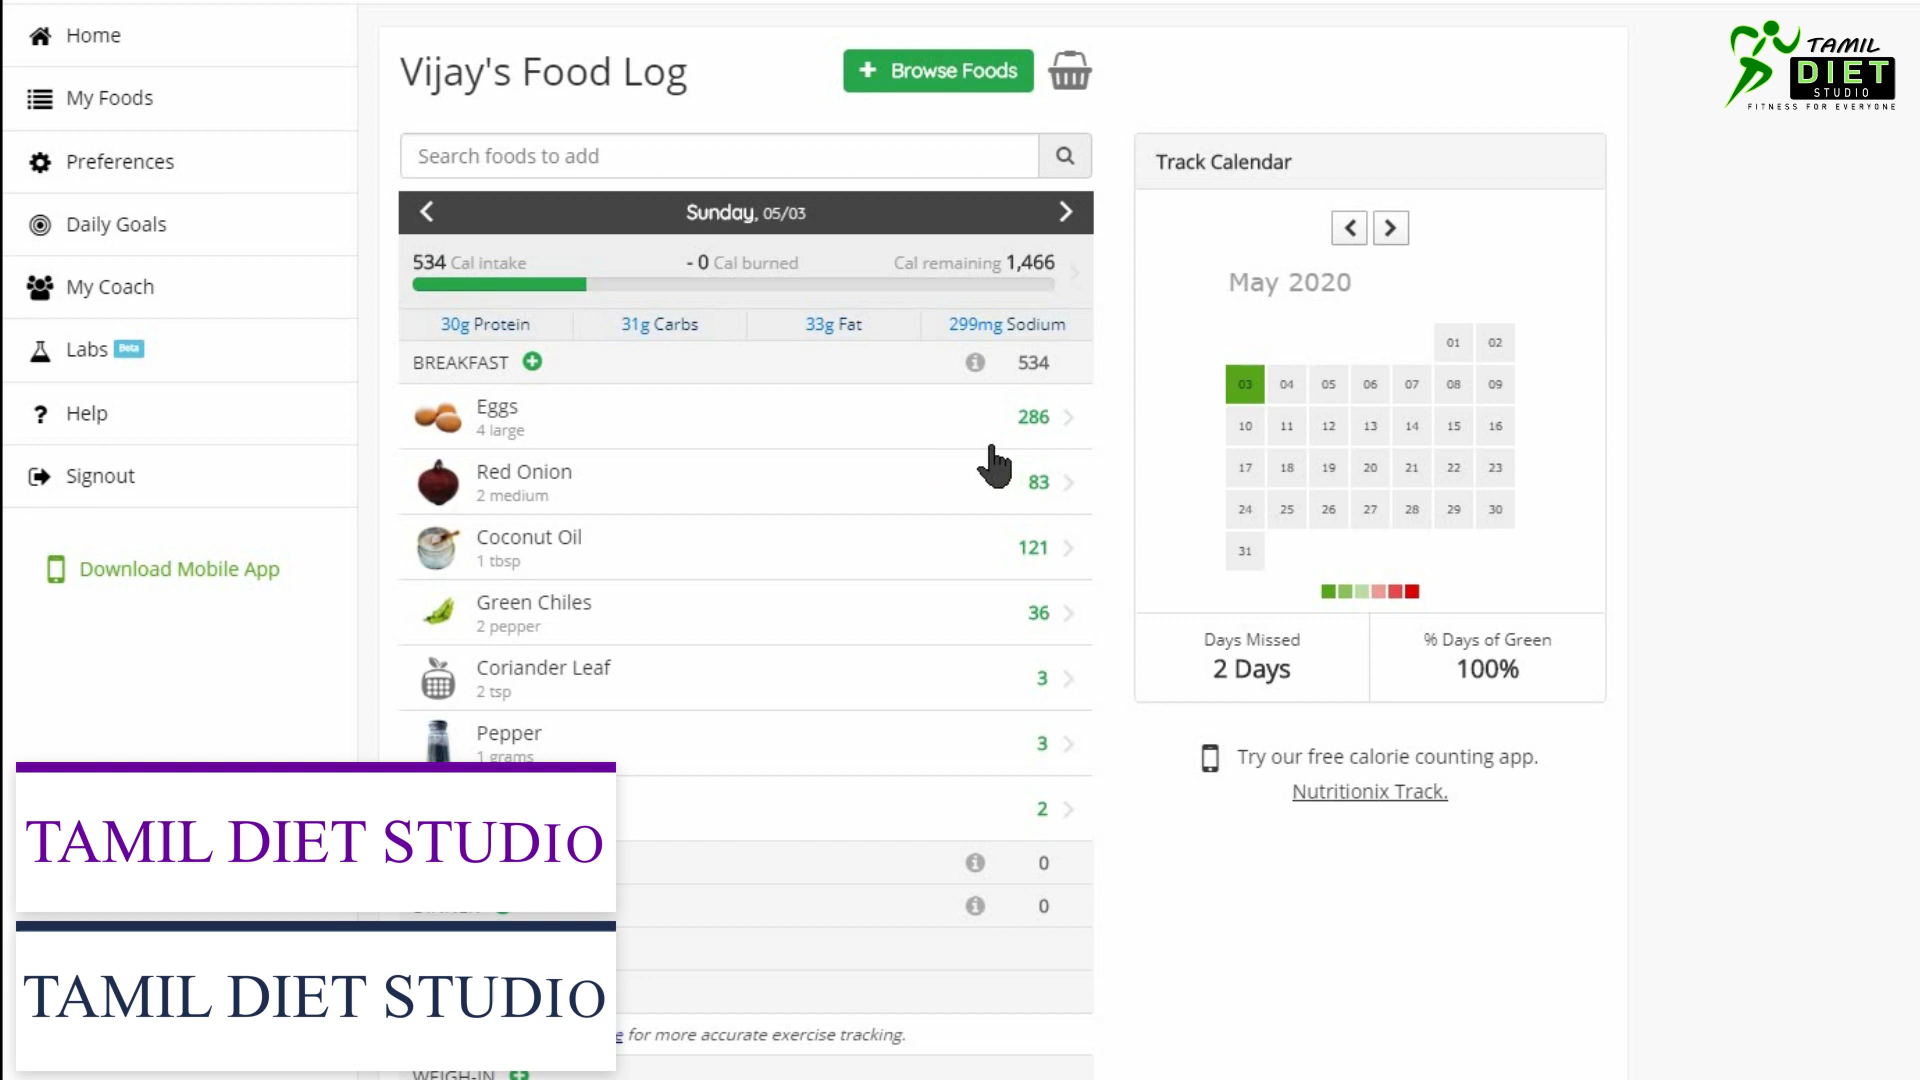 Home
My Foods
Preferences
Daily Goals
My Coach
Labs Beta
Help
Signout
Download Mobile App
Vijay's Food Log
+ Browse Foods
Search foods to add
Sunday, 05/03
534 Cal intake
- 0 Cal burned
Cal remaining 1,466
30g Protein
31g Carbs
33g Fat
299mg Sodium
BREAKFAST
534
Eggs
4 large
286
Red Onion
2 medium
83
Coconut Oil
1 tbsp
121
Green Chiles
2 pepper
36
Coriander Leaf
2 tsp
3
Pepper
1 grams
3
2
0
0
for more accurate exercise tracking.
WEIGH-IN
TAMIL DIET STUDIO
TAMIL DIET STUDIO
Track Calendar
May 2020
01 02
03 04 05 06 07 08 09
10 11 12 13 14 15 16
17 18 19 20 21 22 23
24 25 26 27 28 29 30
31
Days Missed
2 Days
% Days of Green
100%
Try our free calorie counting app.
Nutritionix Track.
TAMIL
DIET
STUDIO
FITNESS FOR EVERYONE